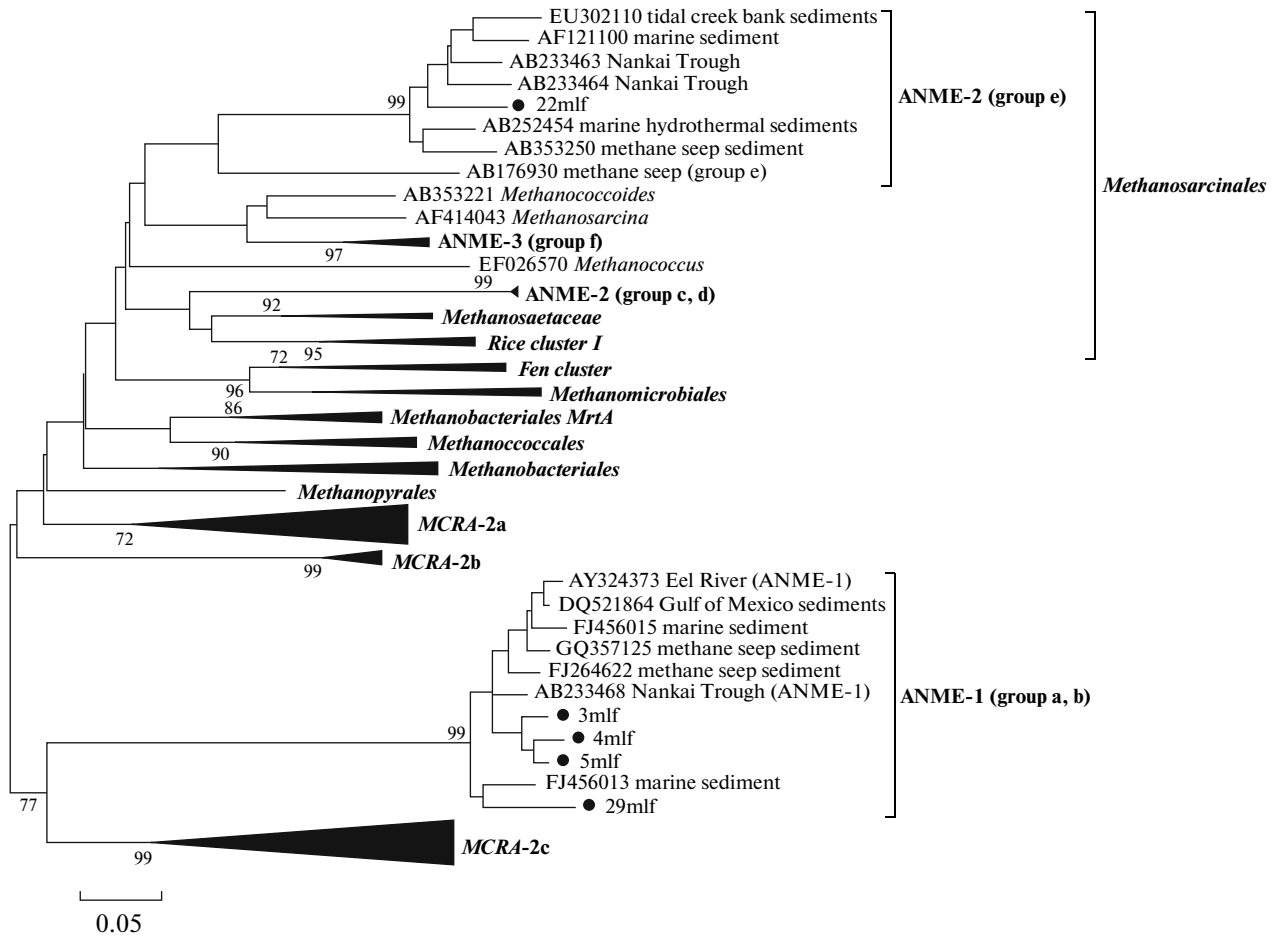 EU302110 tidal creek bank sediments
AF121100 marine sediment
AB233463 Nankai Trough
AB233464 Nankai Trough
99
22mlf
ANME-2 (group e)
AB252454 marine hydrothermal sediments
AB353250 methane seep sediment
AB176930 methane seep (group e)
Methanosarcinales
AB353221 Methanococcoides
AF414043 Methanosarcina
ANME-3 (group f)
97
EF026570 Methanococcus
99
ANME-2 (group c, d)
92
Methanosaetaceae
Rice cluster I
72 95
Fen cluster
96
Methanomicrobiales
86
Methanobacteriales MrtA
Methanoccoccales
90
Methanobacteriales
Methanopyrales
MCRA-2a
72
MCRA-2b
99
AY324373 Eel River (ANME-1)
DQ521864 Gulf of Mexico sediments
FJ456015 marine sediment
GQ357125 methane seep sediment
FJ264622 methane seep sediment
AB233468 Nankai Trough (ANME-1)
ANME-1 (group a, b)
3mlf
99
4mlf
5mlf
FJ456013 marine sediment
29mlf
77
MCRA-2c
99
0.05